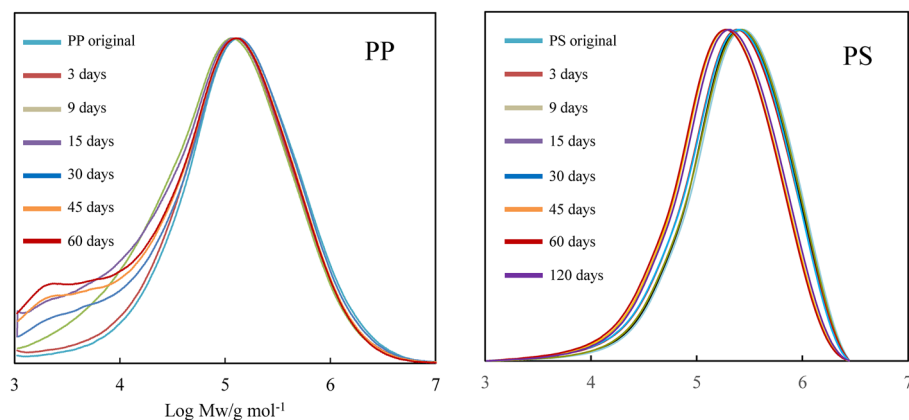 PP original
3 days
9 days
15 days
30 days
45 days
60 days
PP
3 4 5 6 7
Log Mw/g mol-1
PS original
3 days
9 days
15 days
30 days
45 days
60 days
120 days
PS
3 4 5 6 7